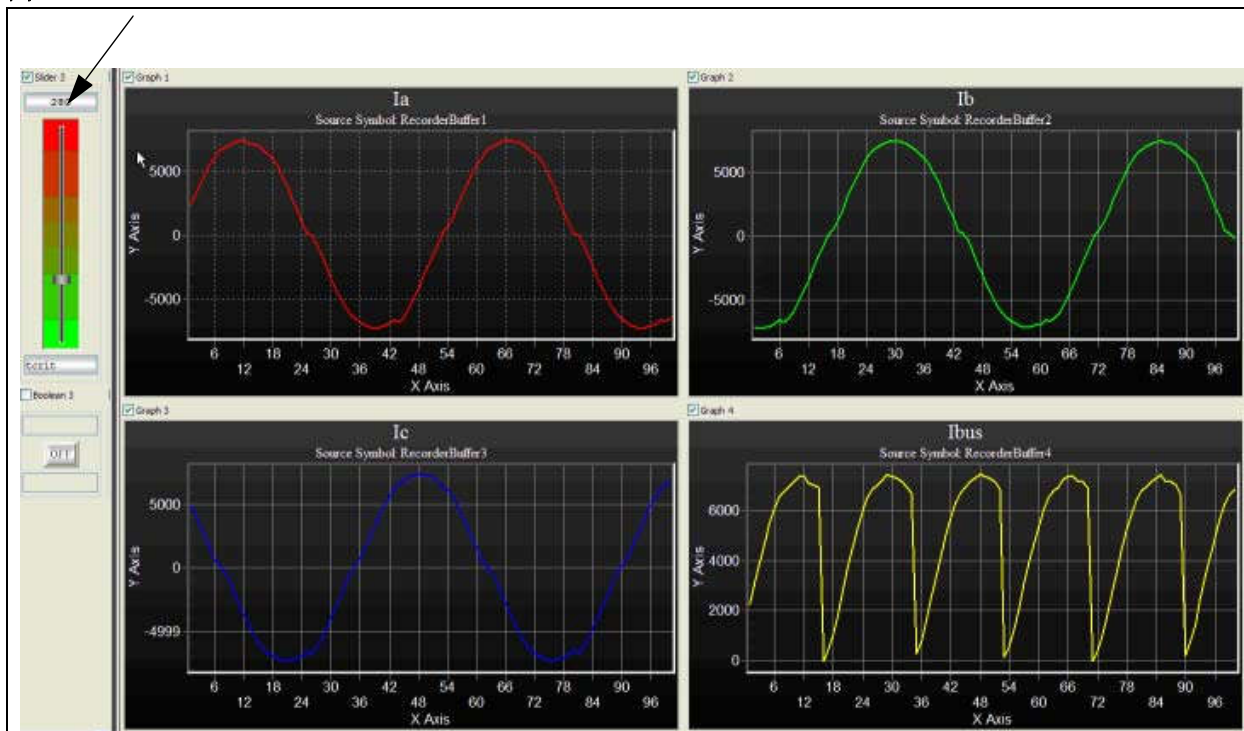 Slider 3
tcrit
Boolean 3
Graph 1
Ia
Source Symbol: RecorderBuffer1
5000
0
-5000
Y Axis
6 18 30 42 54 66 78 90
12 24 36 48 60 72 84 96
X Axis
Graph 2
Ib
Source Symbol: RecorderBuffer2
5000
0
-5000
Y Axis
6 18 30 42 54 66 78 90
12 24 36 48 60 72 84 96
X Axis
Graph 3
Ic
Source Symbol: RecorderBuffer3
5000
0
-4999
Y Axis
6 18 30 42 54 66 78 90
12 24 36 48 60 72 84 96
X Axis
Graph 4
Ibus
Source Symbol: RecorderBuffer4
6000
4000
2000
0
Y Axis
6 18 30 42 54 66 78 90
12 24 36 48 60 72 84 96
X Axis